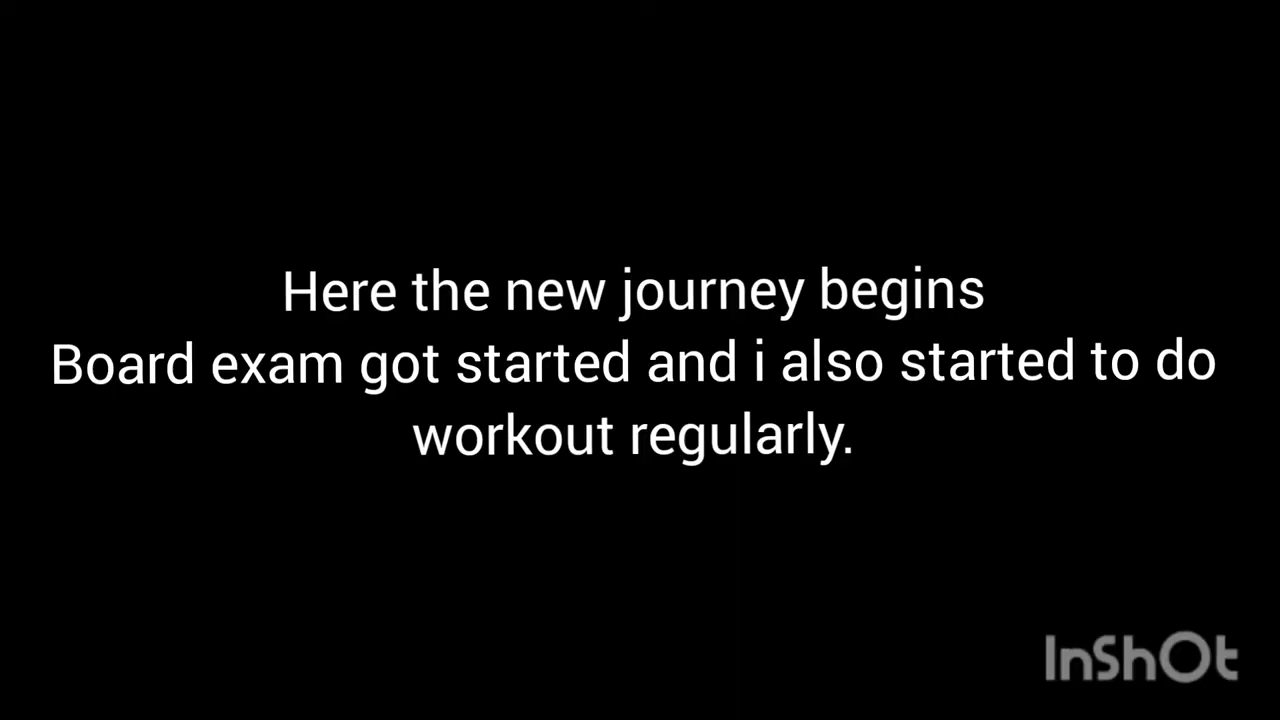 Here the new journey begins
Board exam got started and i also started to do
workout regularly.
InShOt